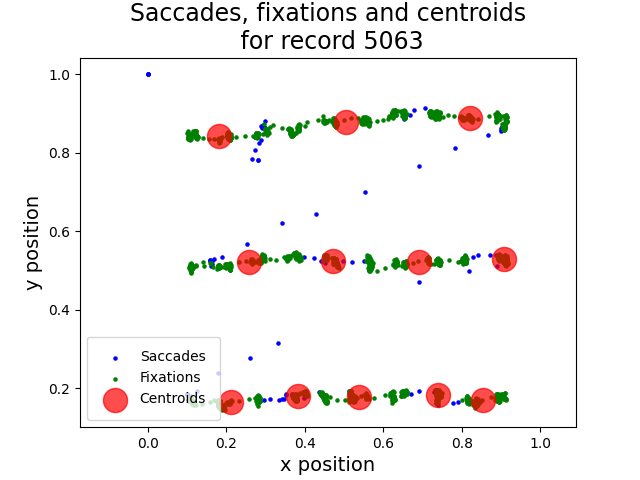 Saccades, fixations and centroids
for record 5063
y position
1.0
0.8
0.6
0.4
0.2
Saccades
Fixations
Centroids
0.0 0.2 0.4 0.6 0.8 1.0
x position